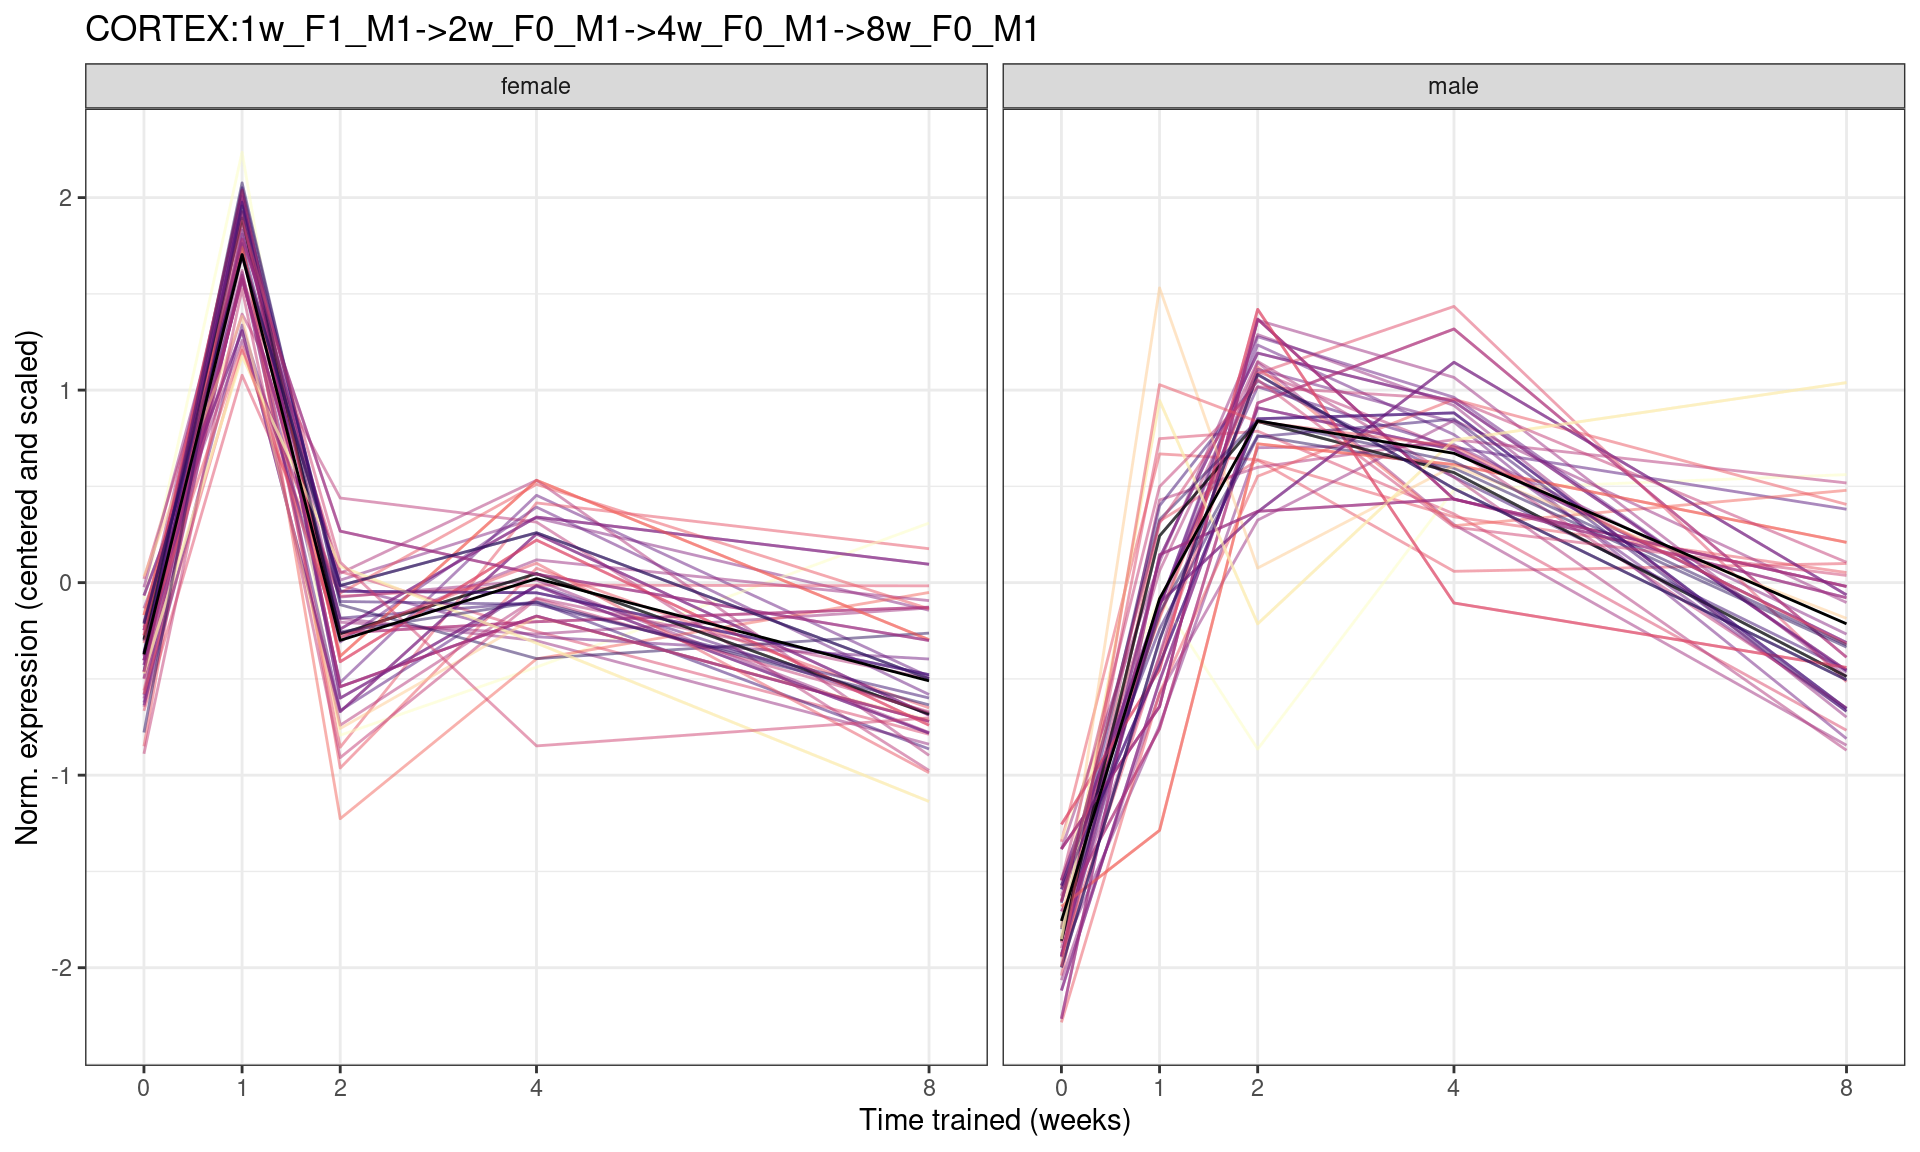 CORTEX:1w_F1_M1->2w_F0_M1->4w_F0_M1->8w_F0_M1
female
male
Norm. expression (centered and scaled)
2
1
0
-1
-2
0 1 2 4 8
0 1 2 4 8
Time trained (weeks)